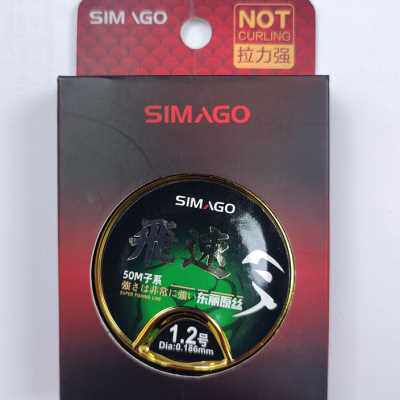 SIMAGO
NOT
CURLING
拉力强
SIMAGO
SIMAGO
飛速
50M子系
強さは非常に強い
东丽原丝
SUPER FISHING LINE
1.2号
Dia:0.186mm